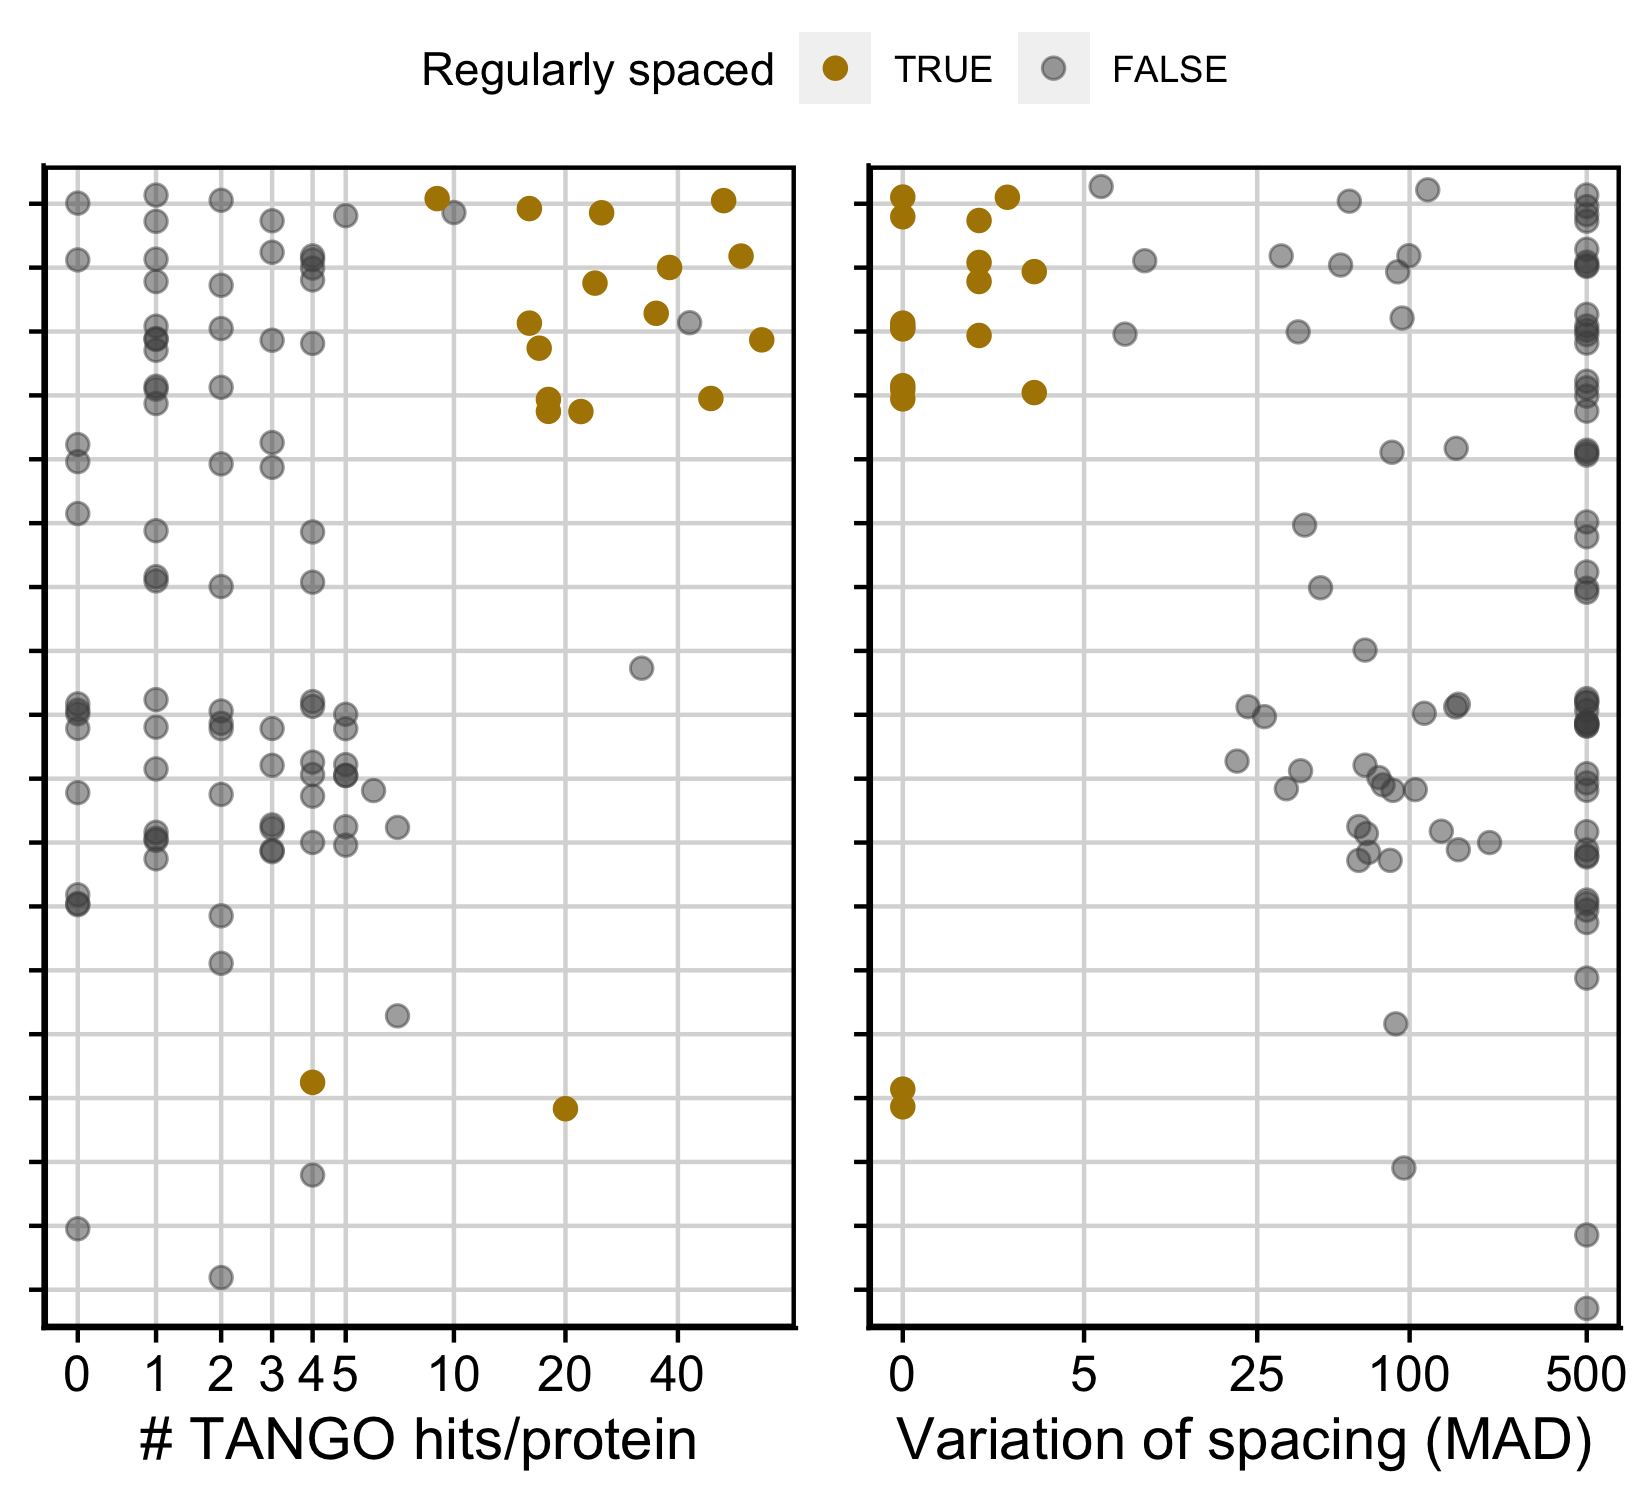 Regularly spaced TRUE FALSE
0 1 2 3 4 5 10 20 40
# TANGO hits/protein
0 5 25 100 500
Variation of spacing (MAD)